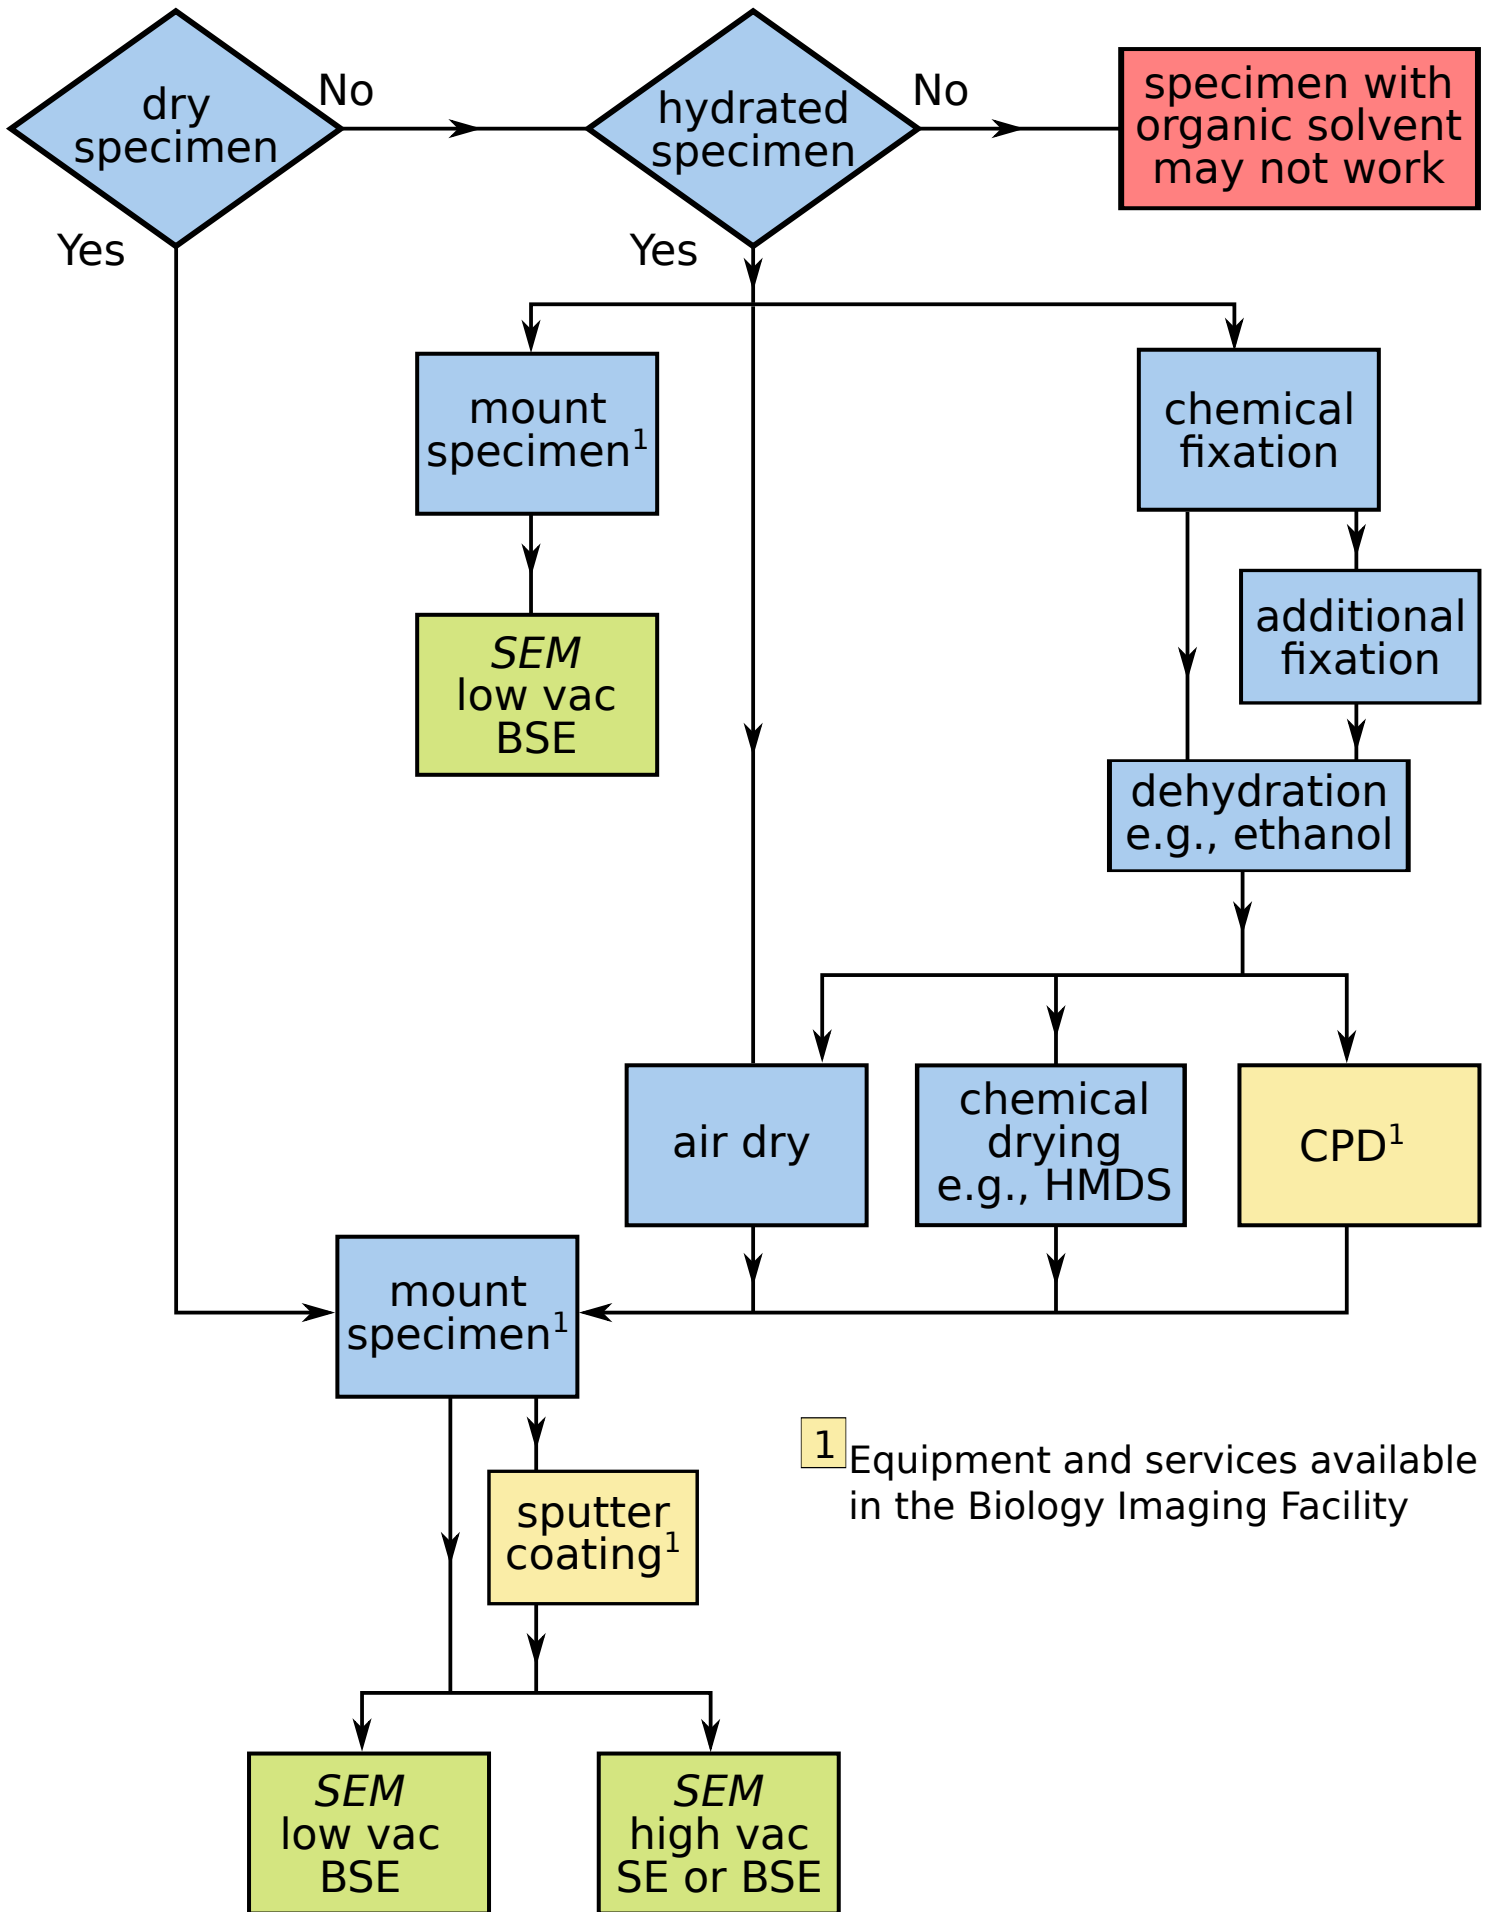 dry
specimen
No
hydrated
specimen
No
specimen with
organic solvent
may not work
Yes
Yes
mount
specimen¹
chemical
fixation
SEM
low vac
BSE
additional
fixation
dehydration
e.g., ethanol
air dry
chemical
drying
e.g., HMDS
CPD¹
mount
specimen¹
sputter
coating¹
1 Equipment and services available
in the Biology Imaging Facility
SEM
low vac
BSE
SEM
high vac
SE or BSE